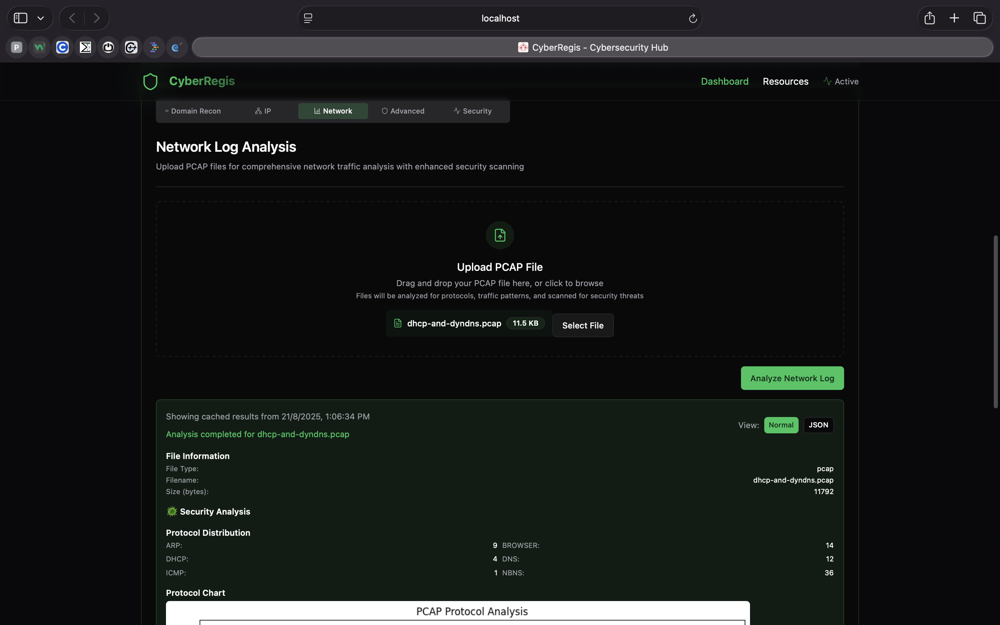 localhost
P
CyberRegis - Cybersecurity Hub
CyberRegis
Dashboard Resources Active
Domain Recon IP Network Advanced Security
Network Log Analysis
Upload PCAP files for comprehensive network traffic analysis with enhanced security scanning
Upload PCAP File
Drag and drop your PCAP file here, or click to browse
Files will be analyzed for protocols, traffic patterns, and scanned for security threats
dhcp-and-dyndns.pcap 11.5 KB Select File
Analyze Network Log
Showing cached results from 21/8/2025, 1:06:34 PM
View: Normal JSON
Analysis completed for dhcp-and-dyndns.pcap
File Information
File Type: pcap
Filename: dhcp-and-dyndns.pcap
Size (bytes): 11792
Security Analysis
Protocol Distribution
ARP: 9 BROWSER: 14
DHCP: 4 DNS: 12
ICMP: 1 NBNS: 36
Protocol Chart
PCAP Protocol Analysis